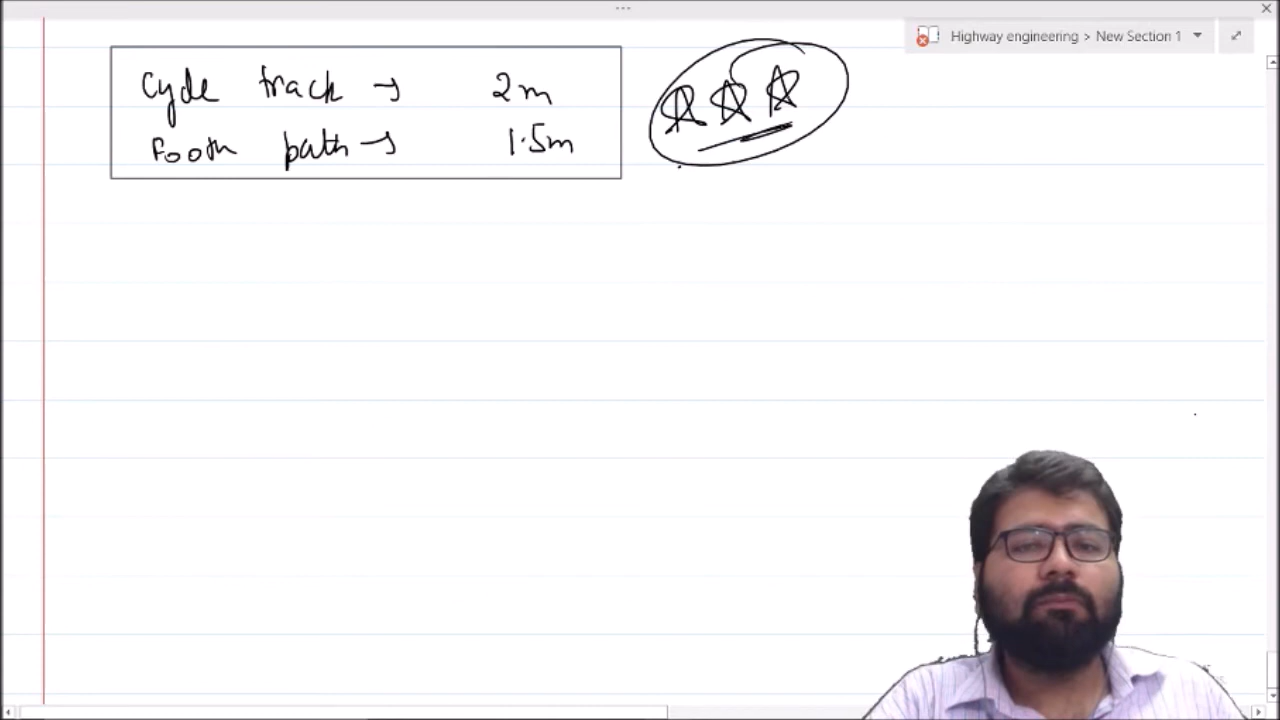 Highway engineering > New Section 1
Cycle track → 2m
Footh path → 1.5m